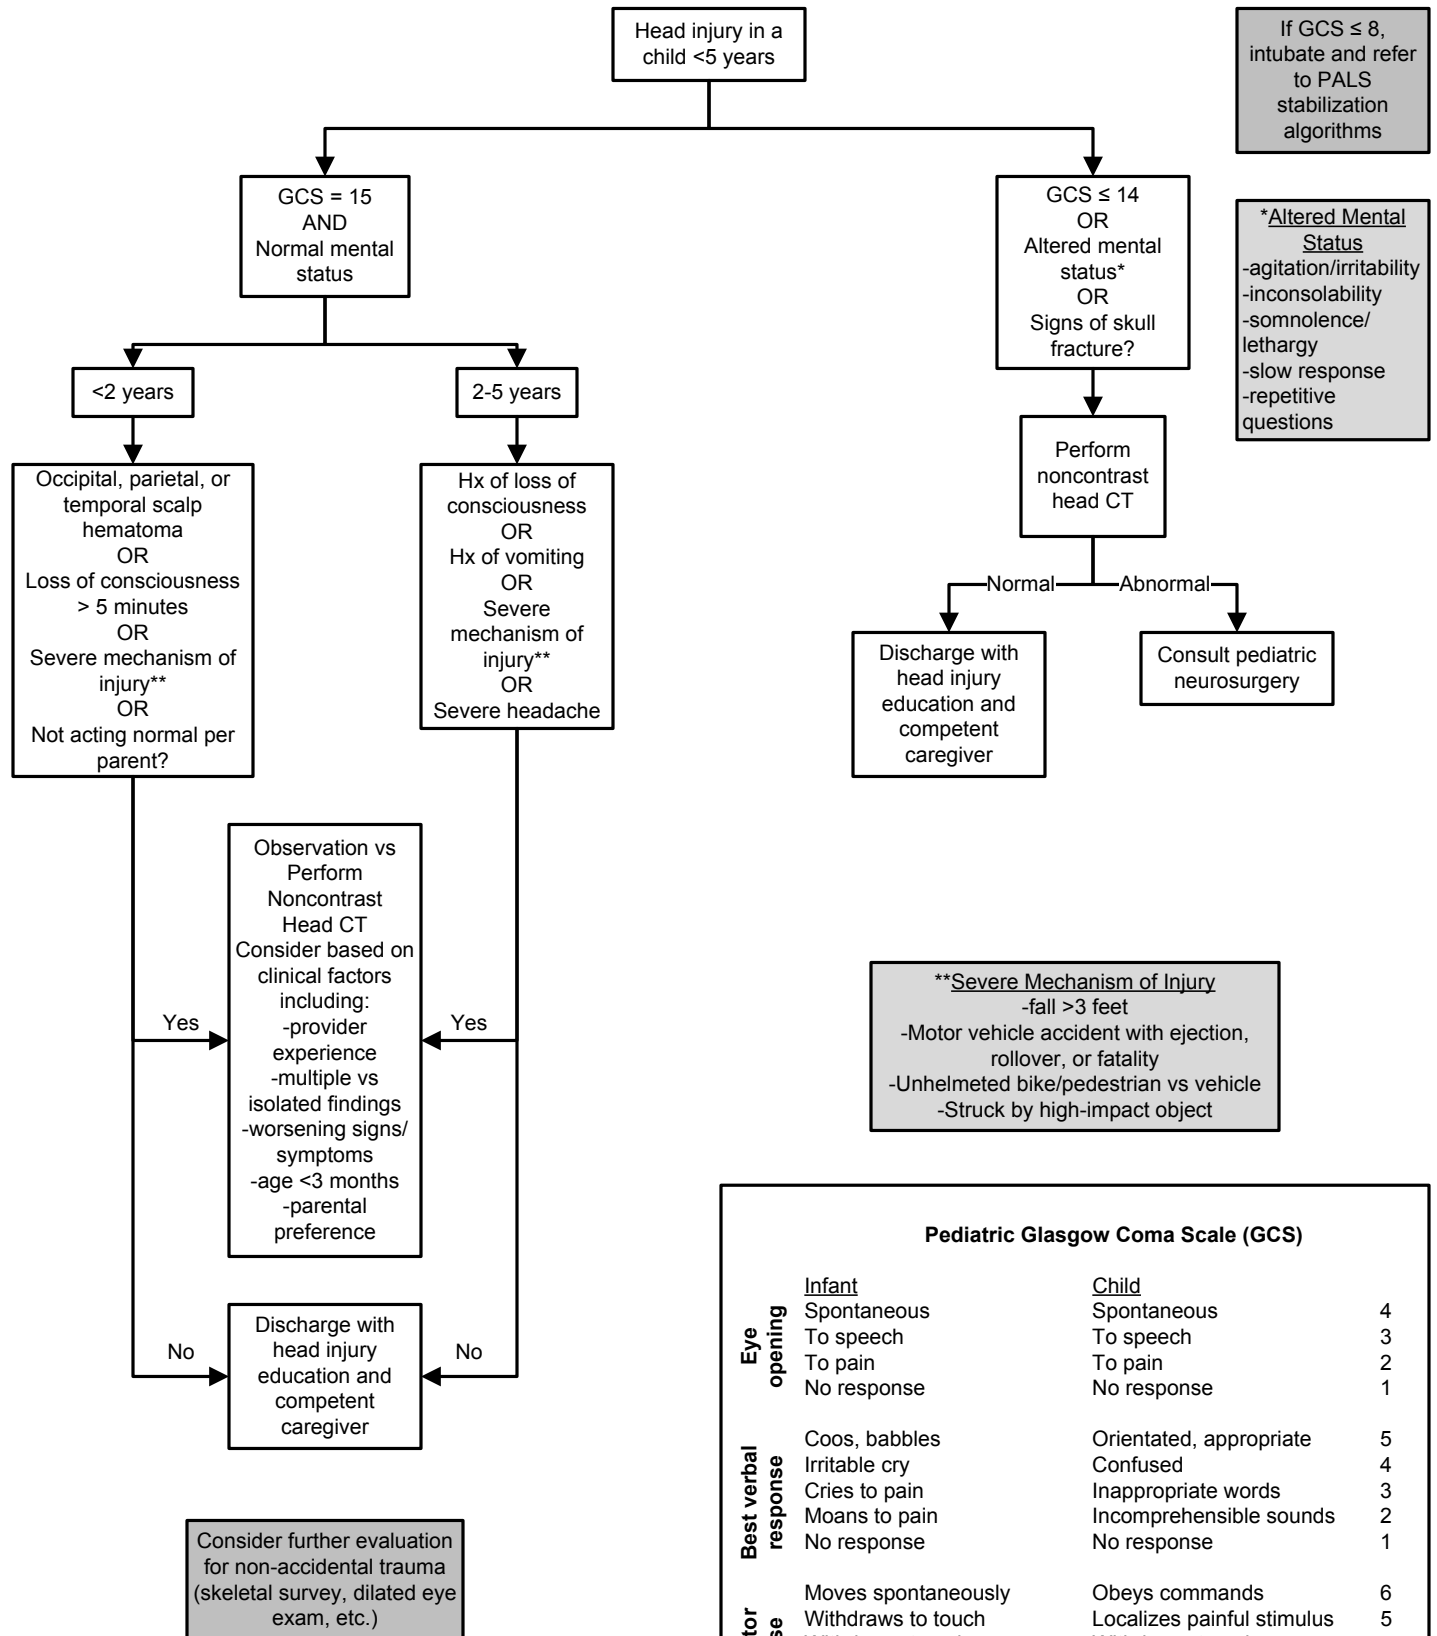 Head injury in a
child <5 years
If GCS ≤ 8,
intubate and refer
to PALS
stabilization
algorithms
GCS = 15
AND
Normal mental
status
GCS ≤ 14
OR
Altered mental
status*
OR
Signs of skull
fracture?
*Altered Mental
Status
-agitation/irritability
-inconsolability
-somnolence/
lethargy
-slow response
-repetitive
questions
<2 years
2-5 years
Perform
noncontrast
head CT
Occipital, parietal, or
temporal scalp
hematoma
OR
Loss of consciousness
> 5 minutes
OR
Severe mechanism of
injury**
OR
Not acting normal per
parent?
Hx of loss of
consciousness
OR
Hx of vomiting
OR
Severe
mechanism of
injury**
OR
Severe headache
Normal
Abnormal
Discharge with
head injury
education and
competent
caregiver
Consult pediatric
neurosurgery
Observation vs
Perform
Noncontrast
Head CT
Consider based on
clinical factors
including:
-provider
experience
-multiple vs
isolated findings
-worsening signs/
symptoms
-age <3 months
-parental
preference
Yes
Yes
**Severe Mechanism of Injury
-fall >3 feet
-Motor vehicle accident with ejection,
rollover, or fatality
-Unhelmeted bike/pedestrian vs vehicle
-Struck by high-impact object
No
No
Discharge with
head injury
education and
competent
caregiver
Consider further evaluation
for non-accidental trauma
(skeletal survey, dilated eye
exam, etc.)
Pediatric Glasgow Coma Scale (GCS)
Infant Child
Eye
opening
Spontaneous Spontaneous 4
To speech To speech 3
To pain To pain 2
No response No response 1
Best verbal
response
Coos, babbles Orientated, appropriate 5
Irritable cry Confused 4
Cries to pain Inappropriate words 3
Moans to pain Incomprehensible sounds 2
No response No response 1
Moves spontaneously Obeys commands 6
Withdraws to touch Localizes painful stimulus 5